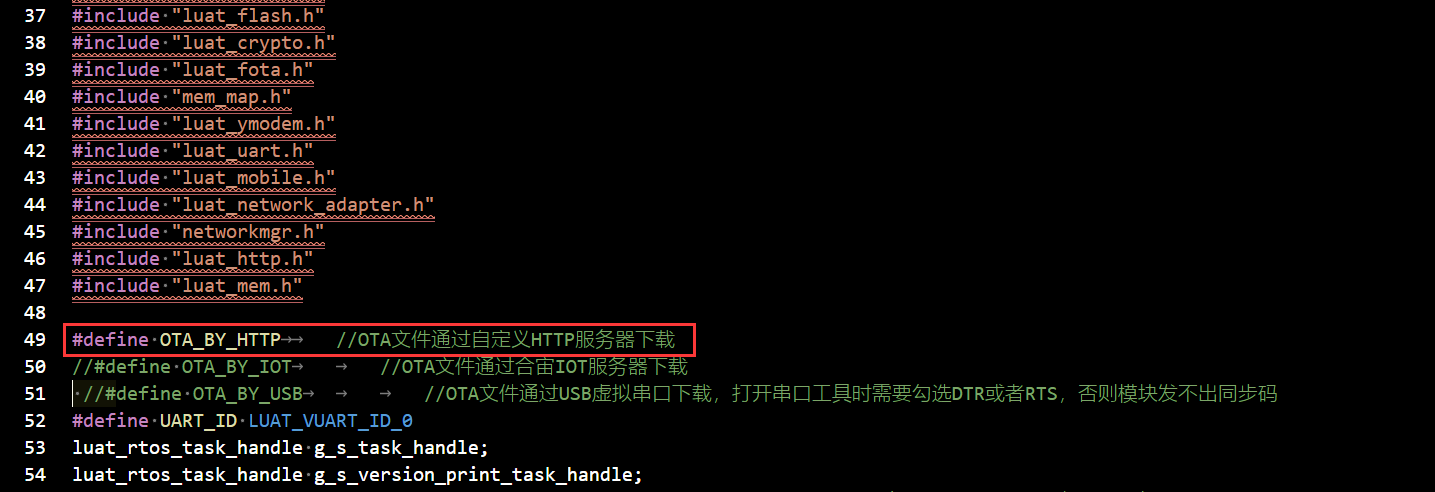 37 #include "luat_flash.h"
38 #include "luat_crypto.h"
39 #include "luat_fota.h"
40 #include "mem_map.h"
41 #include "luat_ymodem.h"
42 #include "luat_uart.h"
43 #include "luat_mobile.h"
44 #include "luat_network_adapter.h"
45 #include "networkmgr.h"
46 #include "luat_http.h"
47 #include "luat_mem.h"
48
49 #define OTA_BY_HTTP //OTA文件通过自定义HTTP服务器下载
50 //#define OTA_BY_IOT //OTA文件通过合宙IOT服务器下载
51 //#define OTA_BY_USB //OTA文件通过USB虚拟串口下载，打开串口工具时需要勾选DTR或者RTS，否则模块发不出同步码
52 #define UART_ID LUAT_VUART_ID_0
53 luat_rtos_task_handle g_s_task_handle;
54 luat_rtos_task_handle g_s_version_print_task_handle;